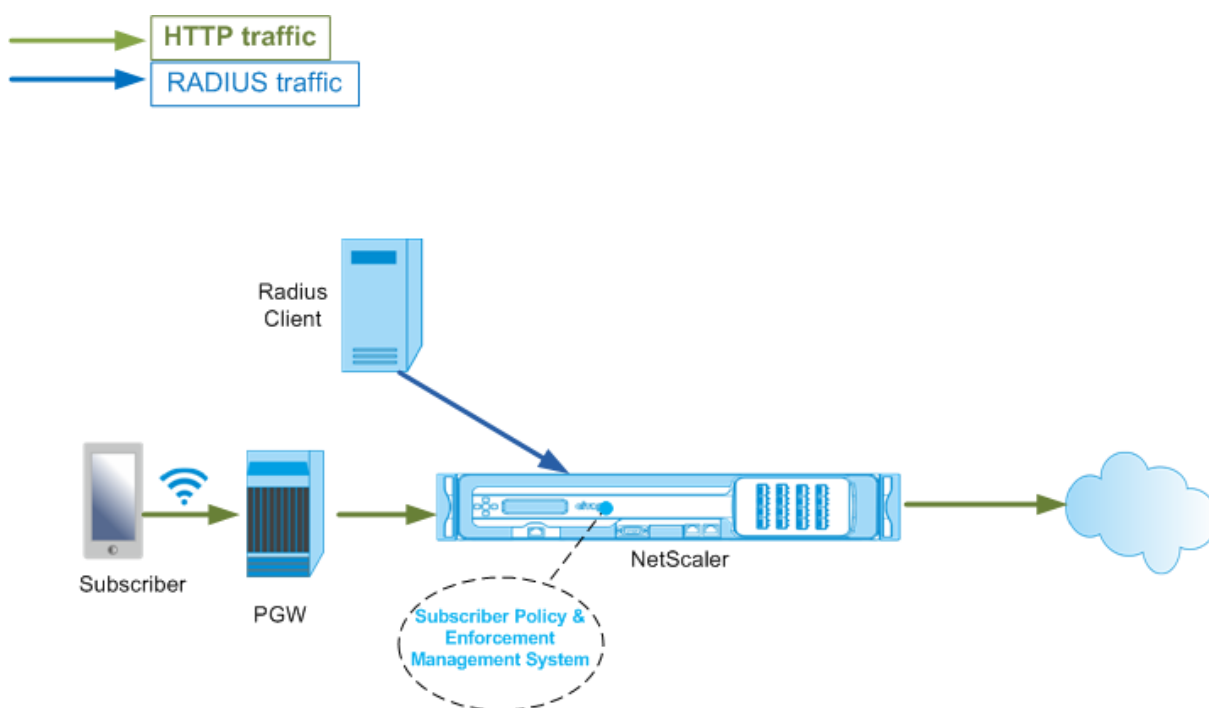 HTTP traffic
RADIUS traffic
Radius
Client
Subscriber
PGW
NetScaler
Subscriber Policy &
Enforcement
Management System